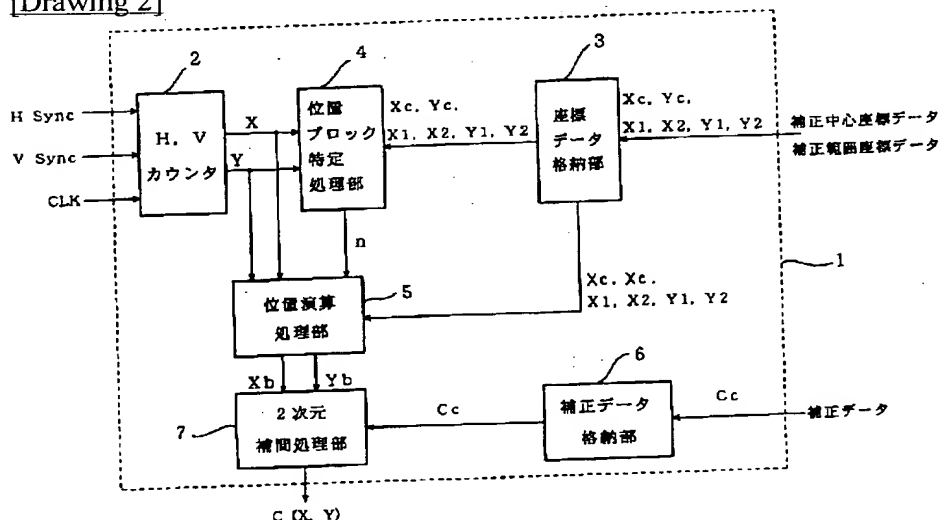 [Drawing 2]
H Sync
V Sync
CLK
2
H, V
カウンタ
X
Y
4
位置
ブロック
特定
処理部
Xc, Yc,
X1, X2, Y1, Y2
3
座標
データ
格納部
Xc, Yc,
X1, X2, Y1, Y2
補正中心座標データ
補正範囲座標データ
n
1
5
位置演算
処理部
Xc, Xc,
X1, X2, Y1, Y2
Xb
Yb
7
2次元
補間処理部
Cc
6
補正データ
格納部
Cc
補正データ
C (X, Y)